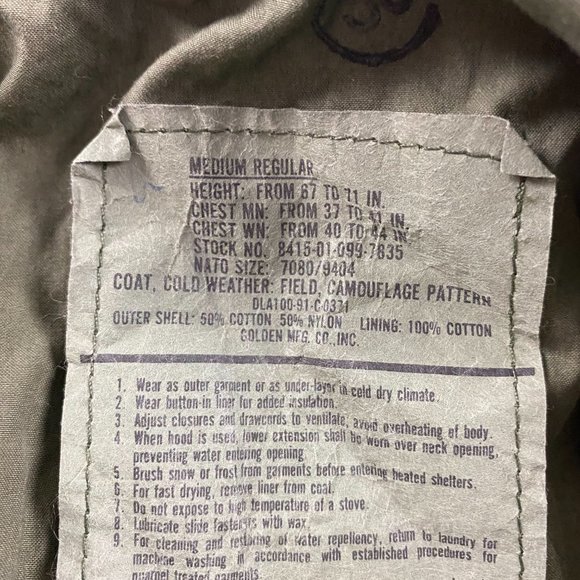 MEDIUM REGULAR
HEIGHT: FROM 67 TO 71 IN.
CHEST MN: FROM 37 TO 41 IN.
CHEST WN: FROM 40 TO 44 IN.
STOCK NO. 8415-01-099-7835
NATO SIZE: 7080/9404
COAT, COLD WEATHER: FIELD, CAMOUFLAGE PATTERN
DLA100-91-C-0371
OUTER SHELL: 50% COTTON 50% NYLON LINING: 100% COTTON
GOLDEN MFG. CO., INC.
1. Wear as outer garment or as under-layer in cold dry climate.
2. Wear button-in liner for added insulation.
3. Adjust closures and drawcords to ventilate, avoid overheating of body.
4. When hood is used, lower extension shall be worn over neck opening,
preventing water entering opening.
5. Brush snow or frost from garments before entering heated shelters.
6. For fast drying, remove liner from coat.
7. Do not expose to high temperature of a stove.
8. Lubricate slide fasteners with wax.
9. For cleaning and restoring of water repellency, return to laundry for
machine washing in accordance with established procedures for
quarpel treated garments.